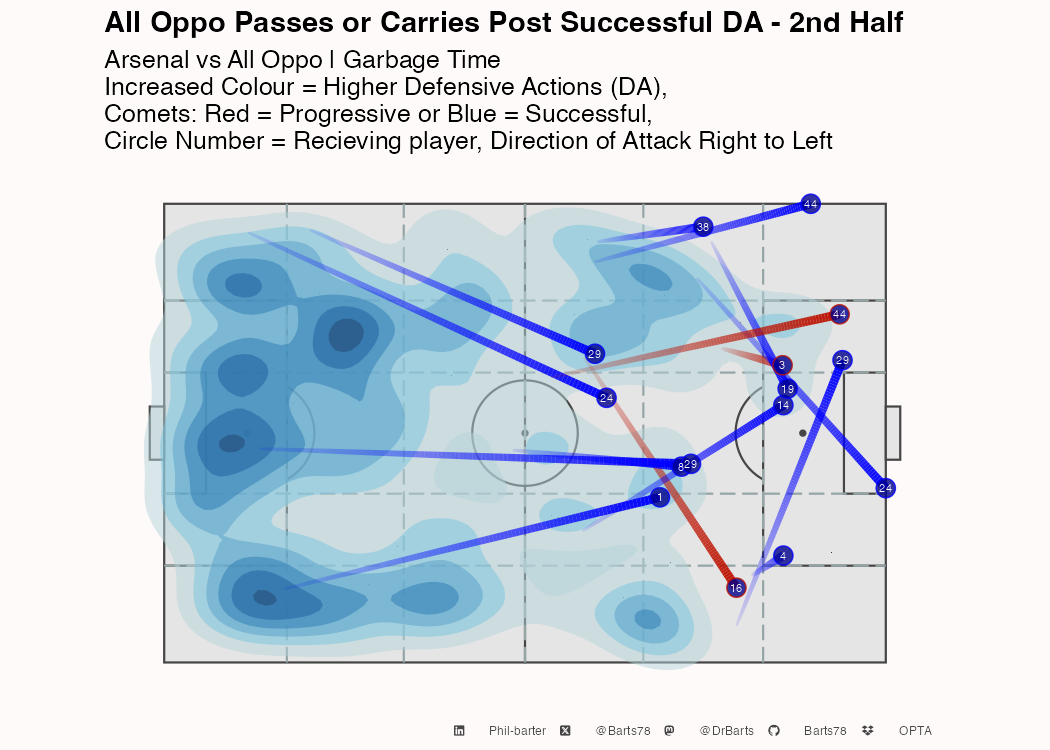 All Oppo Passes or Carries Post Successful DA - 2nd Half
Arsenal vs All Oppo | Garbage Time
Increased Colour = Higher Defensive Actions (DA),
Comets: Red = Progressive or Blue = Successful,
Circle Number = Recieving player, Direction of Attack Right to Left
44
38
44
29
3
29
19
24
14
8
29
24
1
4
16
Phil-barter @Barts78 @DrBarts Barts78 OPTA